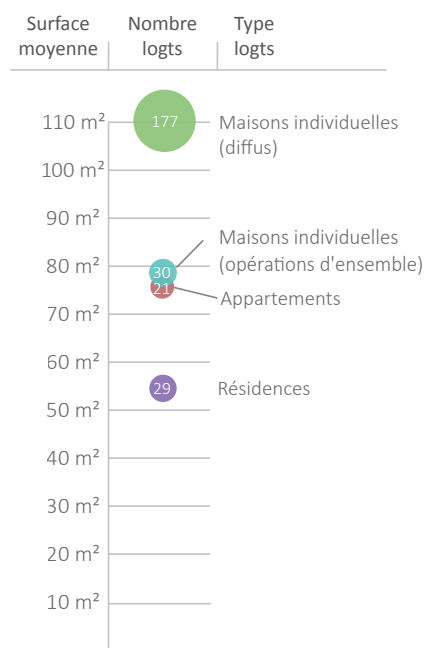 Surface
moyenne
Nombre
logts
Type
logts
110 m²
177
Maisons individuelles
(diffus)
100 m²
90 m²
Maisons individuelles
(opérations d'ensemble)
80 m²
30
21
Appartements
70 m²
60 m²
29
Résidences
50 m²
40 m²
30 m²
20 m²
10 m²